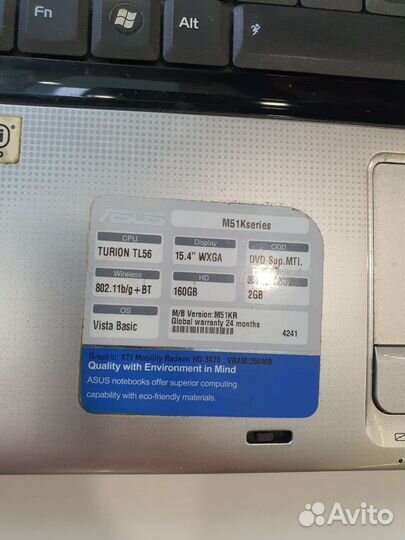 Fn
Alt
ASUS
M51Kseries
CPU
Display
ODD
TURION TL56
15.4" WXGA
DVD Sup.MTI.
Wireless
HD
802.11b/g+BT
160GB
2GB
OS
M/B Version:M51KR
Vista Basic
Global warranty 24 months
4241
Graphic: ATI Mobility Radeon HD 3470 VRAM:256MB
Quality with Environment in Mind
ASUS notebooks offer superior computing
capability with eco-friendly materials.
Avito